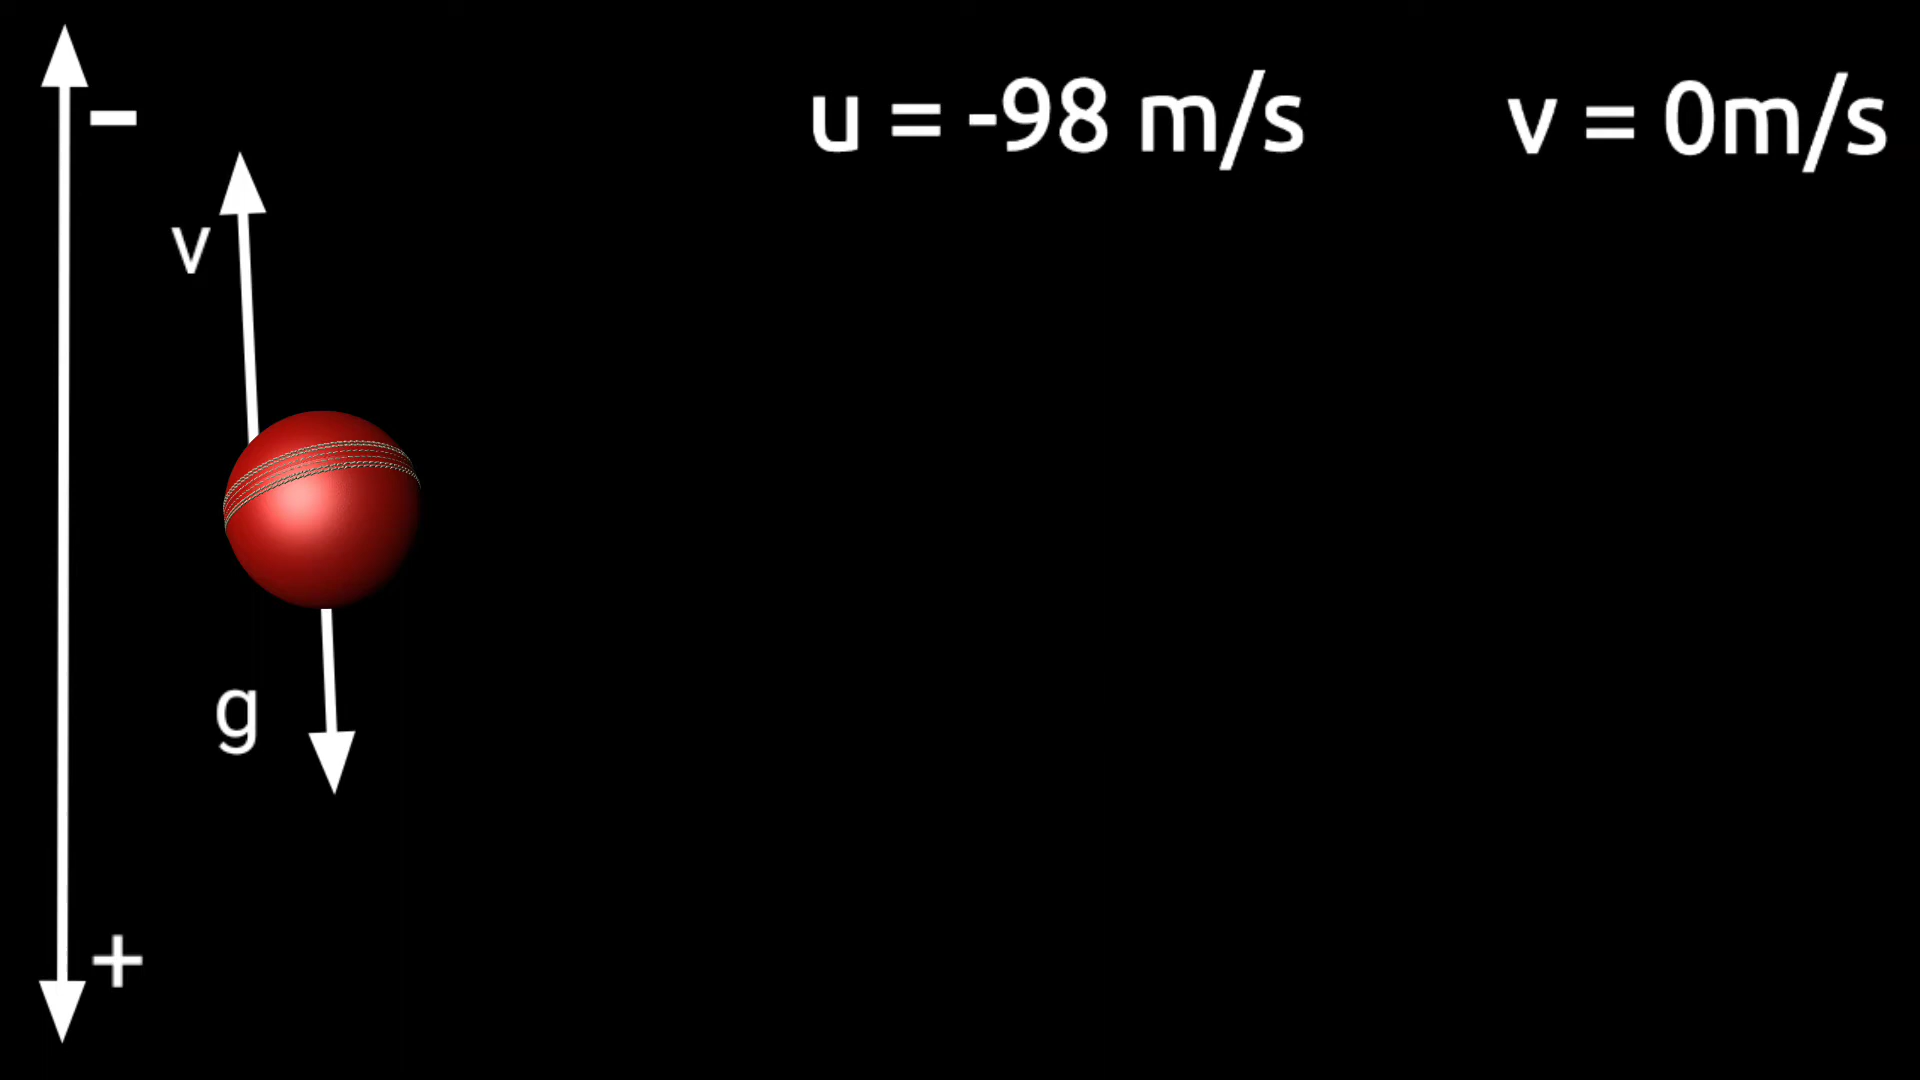 -
u = -98 m/s
v = 0m/s
v
g
+